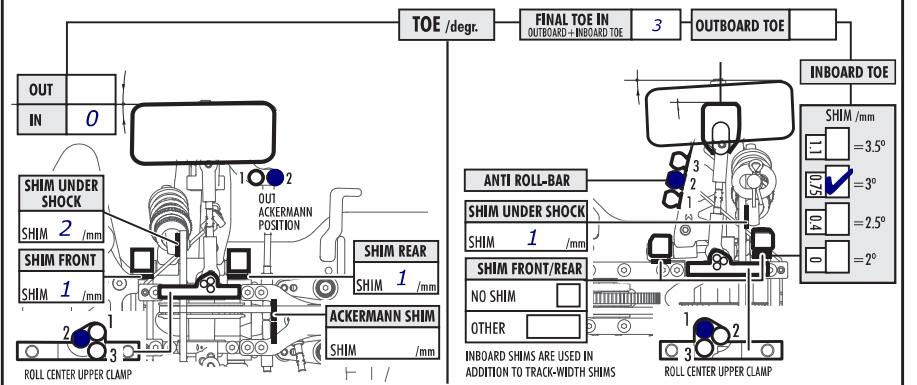 TOE /degr.
FINAL TOE IN
OUTBOARD + INBOARD TOE
3
OUTBOARD TOE
INBOARD TOE
OUT
IN 0
1 2
OUT
ACKERMANN
POSITION
SHIM UNDER
SHOCK
SHIM 2 /mm
SHIM FRONT
SHIM 1 /mm
SHIM REAR
SHIM 1 /mm
ACKERMANN SHIM
SHIM /mm
1
2
3
ROLL CENTER UPPER CLAMP
ANTI ROLL-BAR
3
2
1
SHIM UNDER SHOCK
SHIM 1 /mm
SHIM FRONT/REAR
NO SHIM
OTHER
INBOARD SHIMS ARE USED IN
ADDITION TO TRACK-WIDTH SHIMS
1
2
3
ROLL CENTER UPPER CLAMP
SHIM /mm
1.1 =3.5°
0.75 =3°
0.4 =2.5°
0 =2°